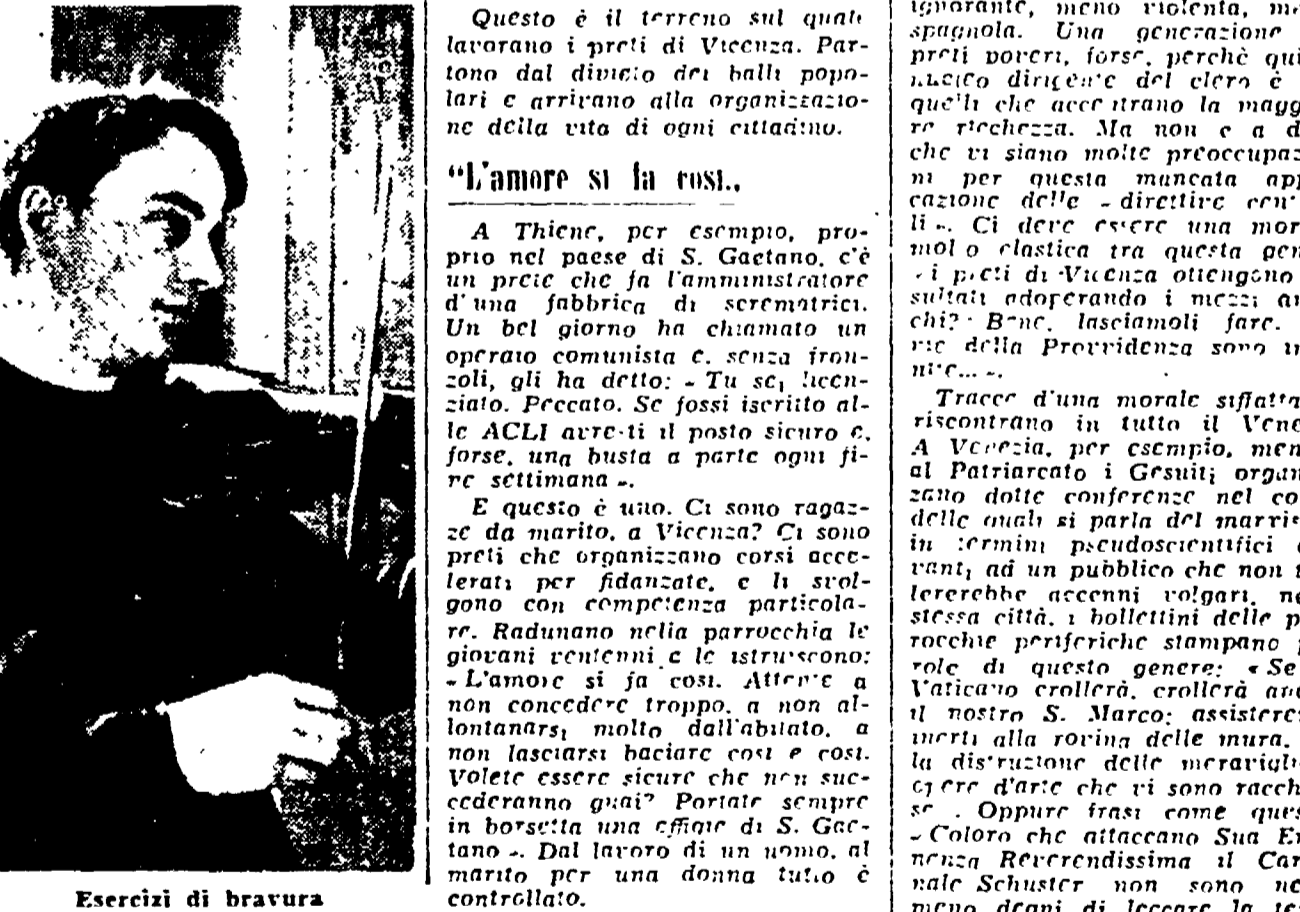 Esercizi di bravura
Questo è il terreno sul quale
lavorano i preti di Vicenza. Par-
tono dal divieto dei balli popo-
lari e arrivano alla organizzazio-
ne della vita di ogni cittadino.
“L'amore si fa così„
A Thiene, per esempio, pro-
prio nel paese di S. Gaetano, c'è
un prete che fa l'amministratore
d'una fabbrica di scrematrici.
Un bel giorno ha chiamato un
operaio comunista e, senza fron-
zoli, gli ha detto: « Tu sei licen-
ziato. Peccato. Se fossi iscritto al-
le ACLI avresti il posto sicuro e,
forse, una busta a parte ogni fi-
ne settimana ».
E questo è uno. Ci sono ragaz-
ze da marito, a Vicenza? Ci sono
preti che organizzano corsi acce-
lerati per fidanzate, e li svol-
gono con competenza particola-
re. Radunano nella parrocchia le
giovani ventenni e le istruiscono:
« L'amore si fa così. Attente a
non concedere troppo, a non al-
lontanarsi molto dall'abitato, a
non lasciarsi baciare così e così.
Volete essere sicure che non suc-
cederanno guai? Portate sempre
in borsetta una effigie di S. Gae-
tano ». Dal lavoro di un uomo, al
marito per una donna tutto è
controllato.
ignorante, meno violenta, me
spagnola. Una generazione
preti poveri, forse, perchè qui
dirigente del clero è
quelli che accentrano la magg
re ricchezza. Ma non è a d
che vi siano molte preoccupaz
ni per questa mancata app
cazione delle « direttive cen
li ». Ci deve essere una mor
molto elastica tra questa gen
« i preti di Vicenza ottengono
sultati adoperando i mezzi an
chi? Bene, lasciamoli fare.
vie della Provvidenza sono in
nite... ».
Tracce d'una morale siffatta
riscontrano in tutto il Vene
A Venezia, per esempio, men
al Patriarcato i Gesuiti organ
zano dotte conferenze nel co
delle quali si parla del marxis
in termini pseudoscientifici
vanti ad un pubblico che non t
lererebbe accenni volgari, ne
stessa città, i bollettini delle p
rocchie periferiche stampano p
role di questo genere: « Se
Vaticano crollerà, crollerà anc
il nostro S. Marco; assisteret
inerti alla rovina delle mura,
la distruzione delle meravigli
opere d'arte che vi sono racch
se ». Oppure frasi come ques
« Coloro che attaccano Sua Em
nenza Reverendissima il Car
nale Schuster non sono ne
meno degni di leccare la te